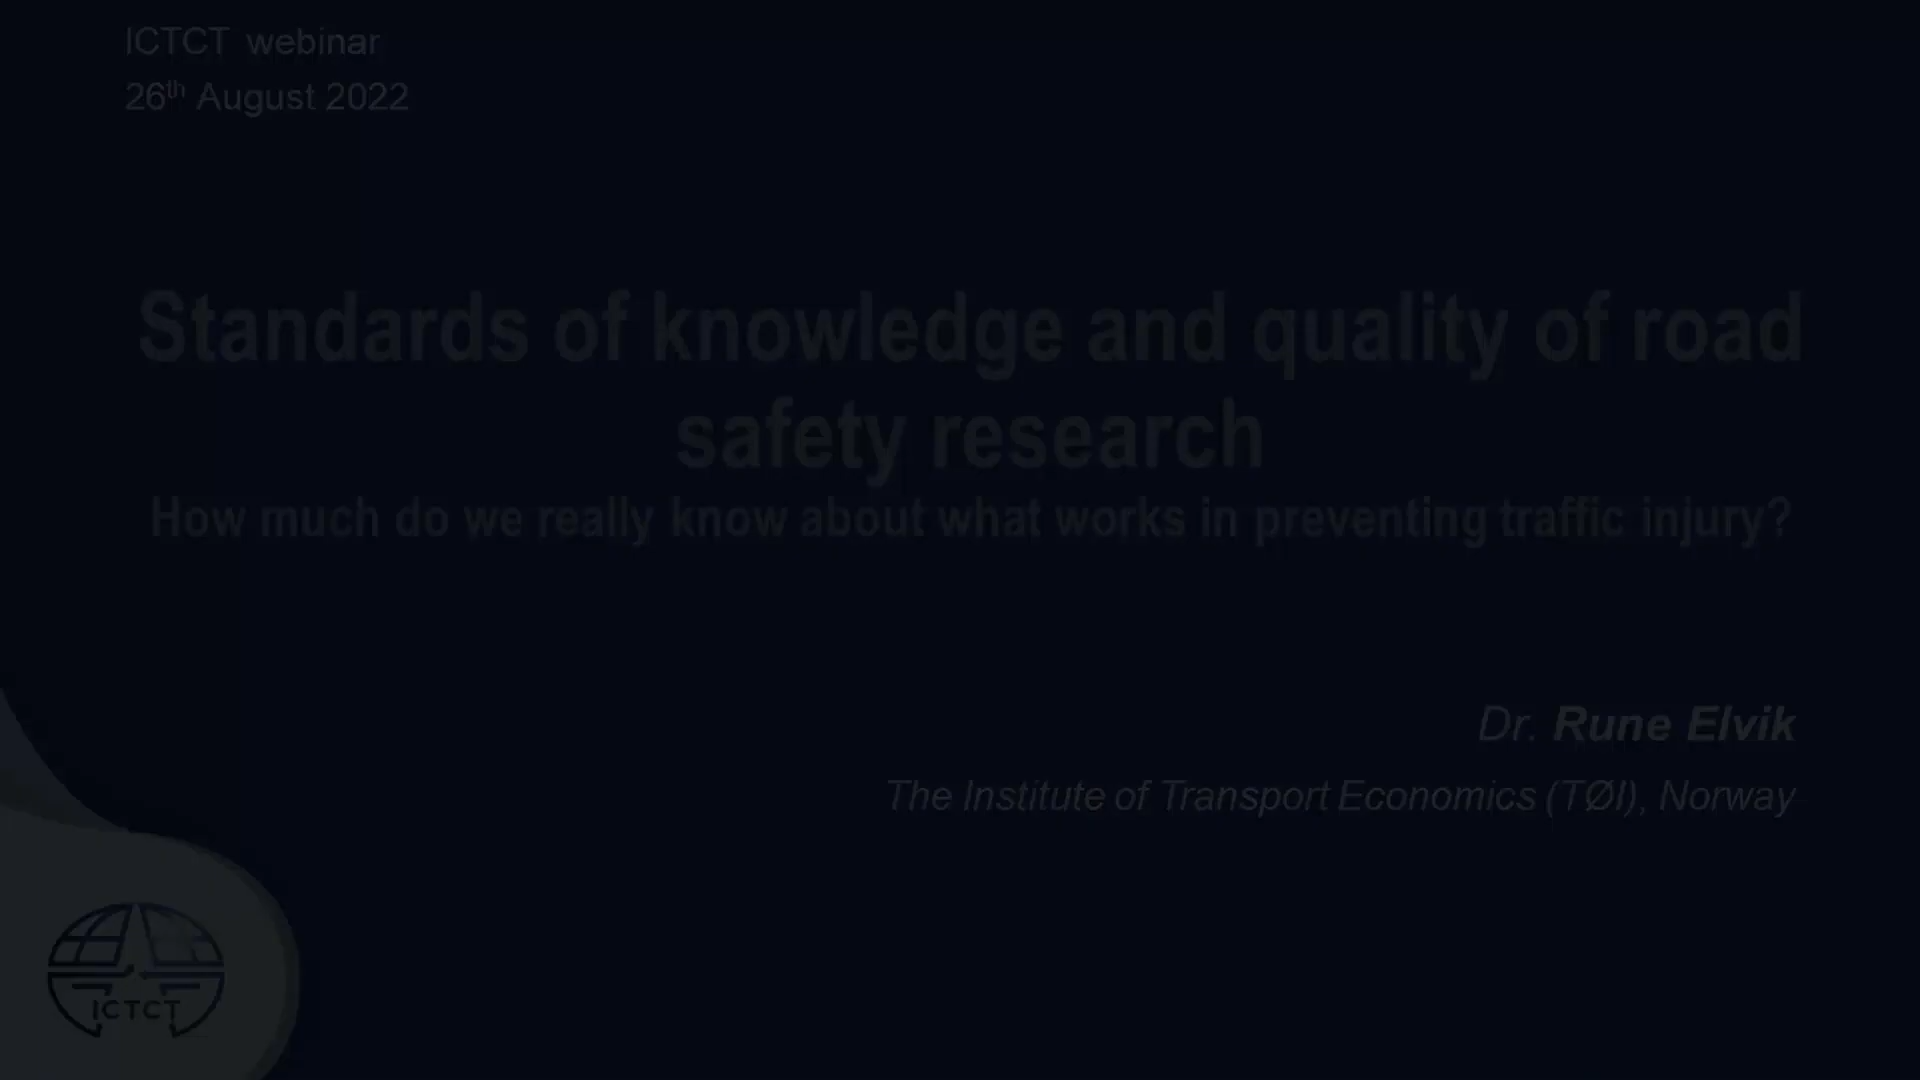 ICTCT webinar
26th August 2022
Standards of knowledge and quality of road
safety research
How much do we really know about what works in preventing traffic injury?
Dr. Rune Elvik
The Institute of Transport Economics (TØI), Norway
ICTCT